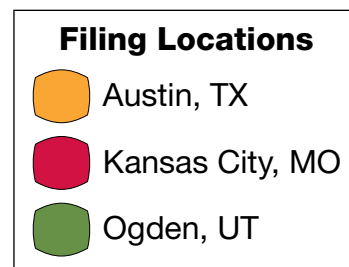 Filing Locations
Austin, TX
Kansas City, MO
Ogden, UT